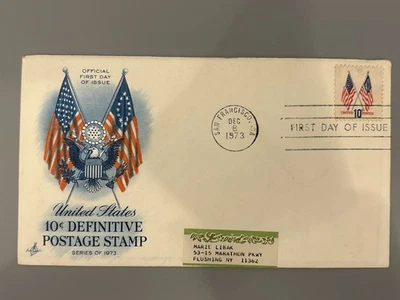 OFFICIAL
FIRST DAY
OF ISSUE
United States
10¢ DEFINITIVE
POSTAGE STAMP
SERIES OF 1973
SAN FRANCISCO, CA
DEC
8
1973
10¢
FIRST DAY OF ISSUE
MARIE LIBAK
53-15 MARATHON PKWY
FLUSHING NY 11362